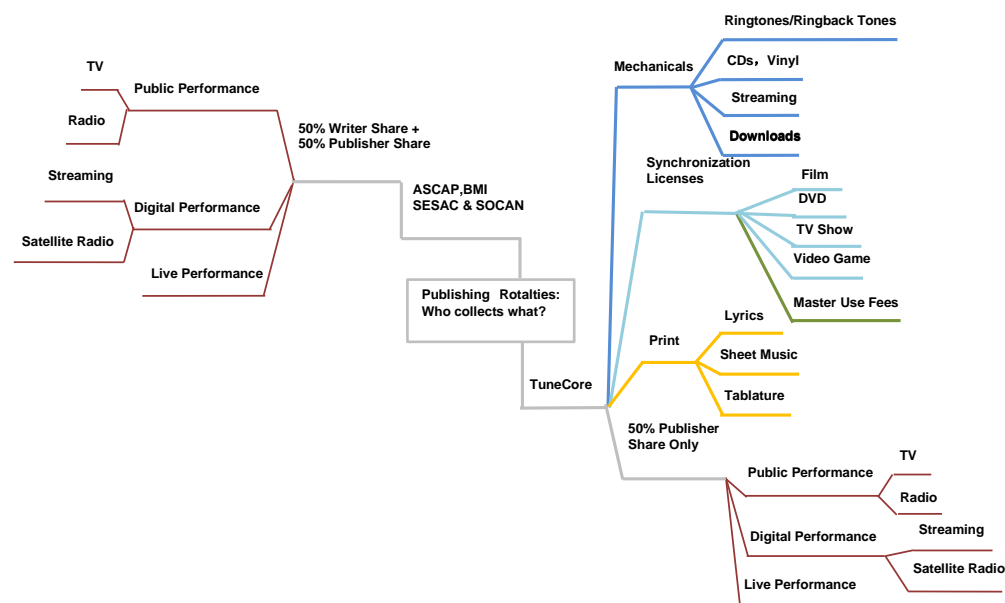 TV
Public Performance
Radio
50% Writer Share +
50% Publisher Share
Streaming
Digital Performance
Satellite Radio
Live Performance
ASCAP,BMI
SESAC & SOCAN
Publishing Rotalties:
Who collects what?
TuneCore
Mechanicals
Ringtones/Ringback Tones
CDs，Vinyl
Streaming
Downloads
Synchronization
Licenses
Film
DVD
TV Show
Video Game
Master Use Fees
Print
Lyrics
Sheet Music
Tablature
50% Publisher
Share Only
Public Performance
TV
Radio
Digital Performance
Streaming
Satellite Radio
Live Performance